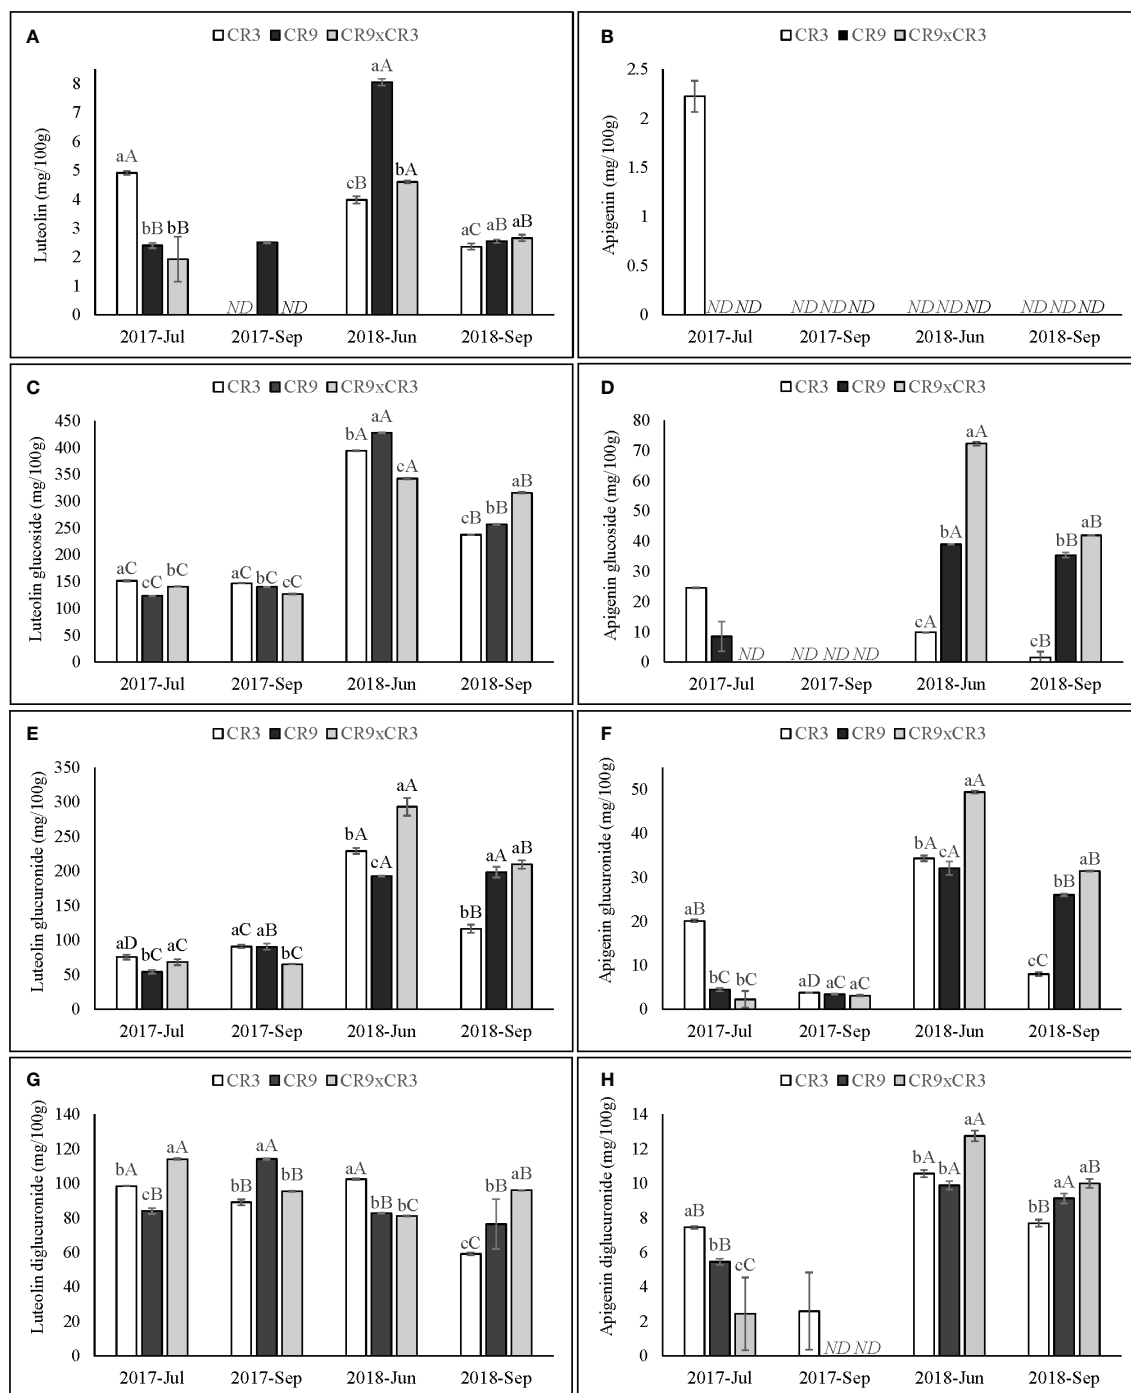 A
CR3 CR9 CR9xCR3
Luteolin (mg/100g)
8
7
6
5
4
3
2
1
0
aA
bB bB
ND ND
cB aA bA
aC aB aB
2017-Jul 2017-Sep 2018-Jun 2018-Sep
B
CR3 CR9 CR9xCR3
Apigenin (mg/100g)
2.5
2
1.5
1
0.5
0
ND ND ND ND ND ND ND ND ND ND ND
2017-Jul 2017-Sep 2018-Jun 2018-Sep
C
CR3 CR9 CR9xCR3
Luteolin glucoside (mg/100g)
450
400
350
300
250
200
150
100
50
0
aC cC bC aC bC cC bA aA cA cB bB aB
2017-Jul 2017-Sep 2018-Jun 2018-Sep
D
CR3 CR9 CR9xCR3
Apigenin glucoside (mg/100g)
80
70
60
50
40
30
20
10
0
ND ND ND ND cA bA aA cB bB aB
2017-Jul 2017-Sep 2018-Jun 2018-Sep
E
CR3 CR9 CR9xCR3
Luteolin glucuronide (mg/100g)
350
300
250
200
150
100
50
0
aD bC aC aC aB bC bA cA aA bB aA aB
2017-Jul 2017-Sep 2018-Jun 2018-Sep
F
CR3 CR9 CR9xCR3
Apigenin glucuronide (mg/100g)
50
40
30
20
10
0
aB bC bC aD aC aC bA cA aA cC bB aB
2017-Jul 2017-Sep 2018-Jun 2018-Sep
G
CR3 CR9 CR9xCR3
Luteolin diglucuronide (mg/100g)
140
120
100
80
60
40
20
0
bA cB aA bB aA bB aA bB bC cC bB aB
2017-Jul 2017-Sep 2018-Jun 2018-Sep
H
CR3 CR9 CR9xCR3
Apigenin diglucuronide (mg/100g)
14
12
10
8
6
4
2
0
aB bB cC ND ND bA bA aA bB aA aB
2017-Jul 2017-Sep 2018-Jun 2018-Sep